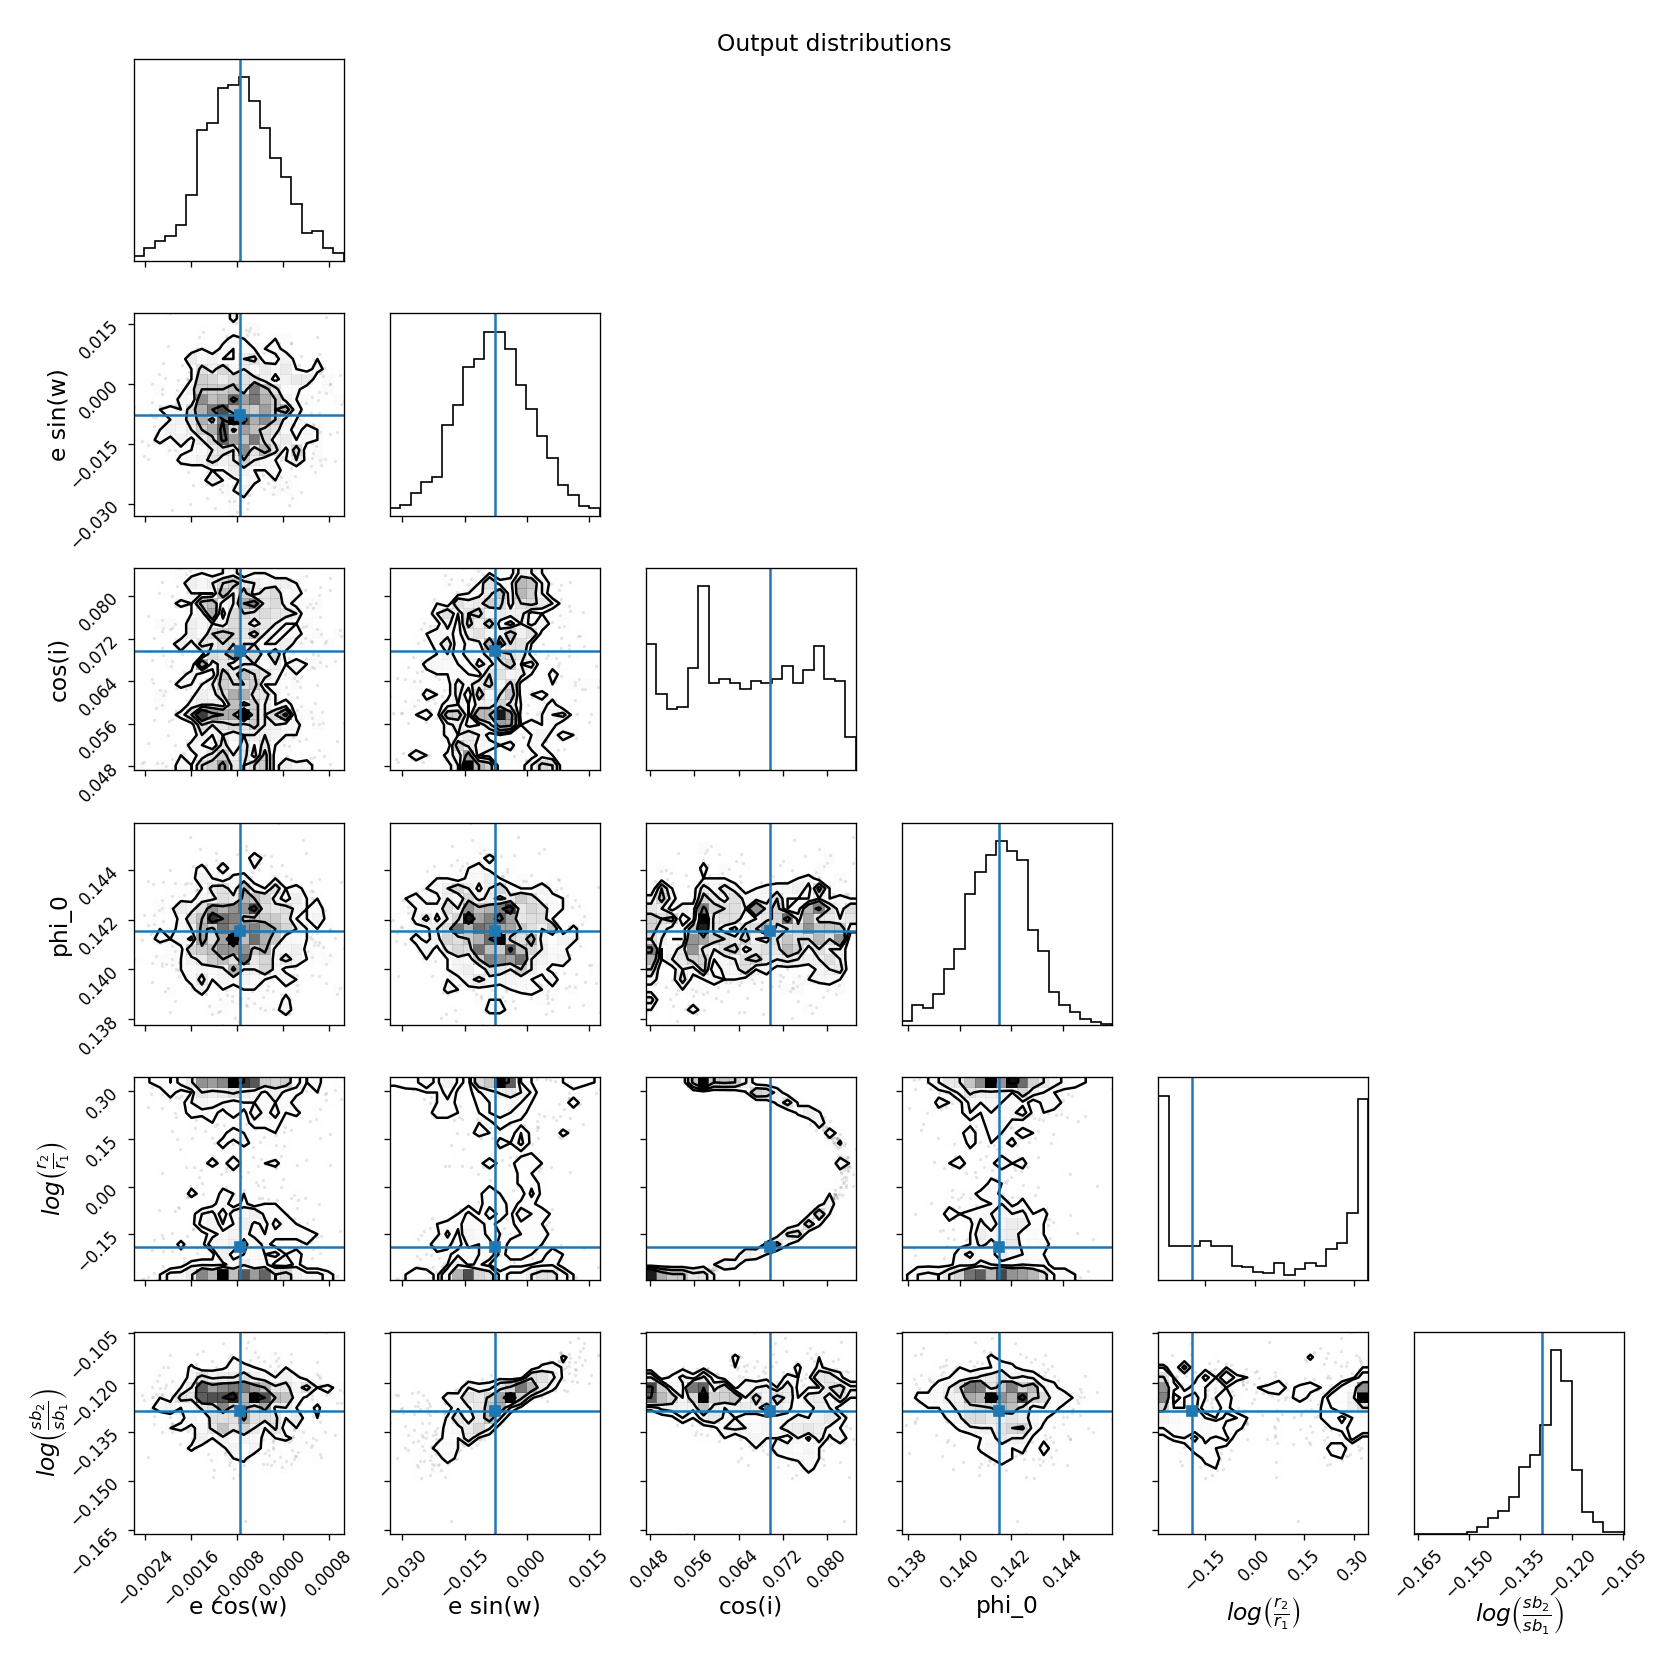 Output distributions
0.015
0.000
−0.015
−0.030
e sin(w)
0.080
0.072
0.064
0.056
0.048
cos(i)
0.144
0.142
0.140
0.138
phi_0
0.30
0.15
0.00
−0.15
log(r2/r1)
−0.105
−0.120
−0.135
−0.150
−0.165
log(sb2/sb1)
−0.0024 −0.0016 −0.0008 0.0000 0.0008
e cos(w)
−0.030 −0.015 0.000 0.015
e sin(w)
0.048 0.056 0.064 0.072 0.080
cos(i)
0.138 0.140 0.142 0.144
phi_0
−0.15 0.00 0.15 0.30
log(r2/r1)
−0.165 −0.150 −0.135 −0.120 −0.105
log(sb2/sb1)